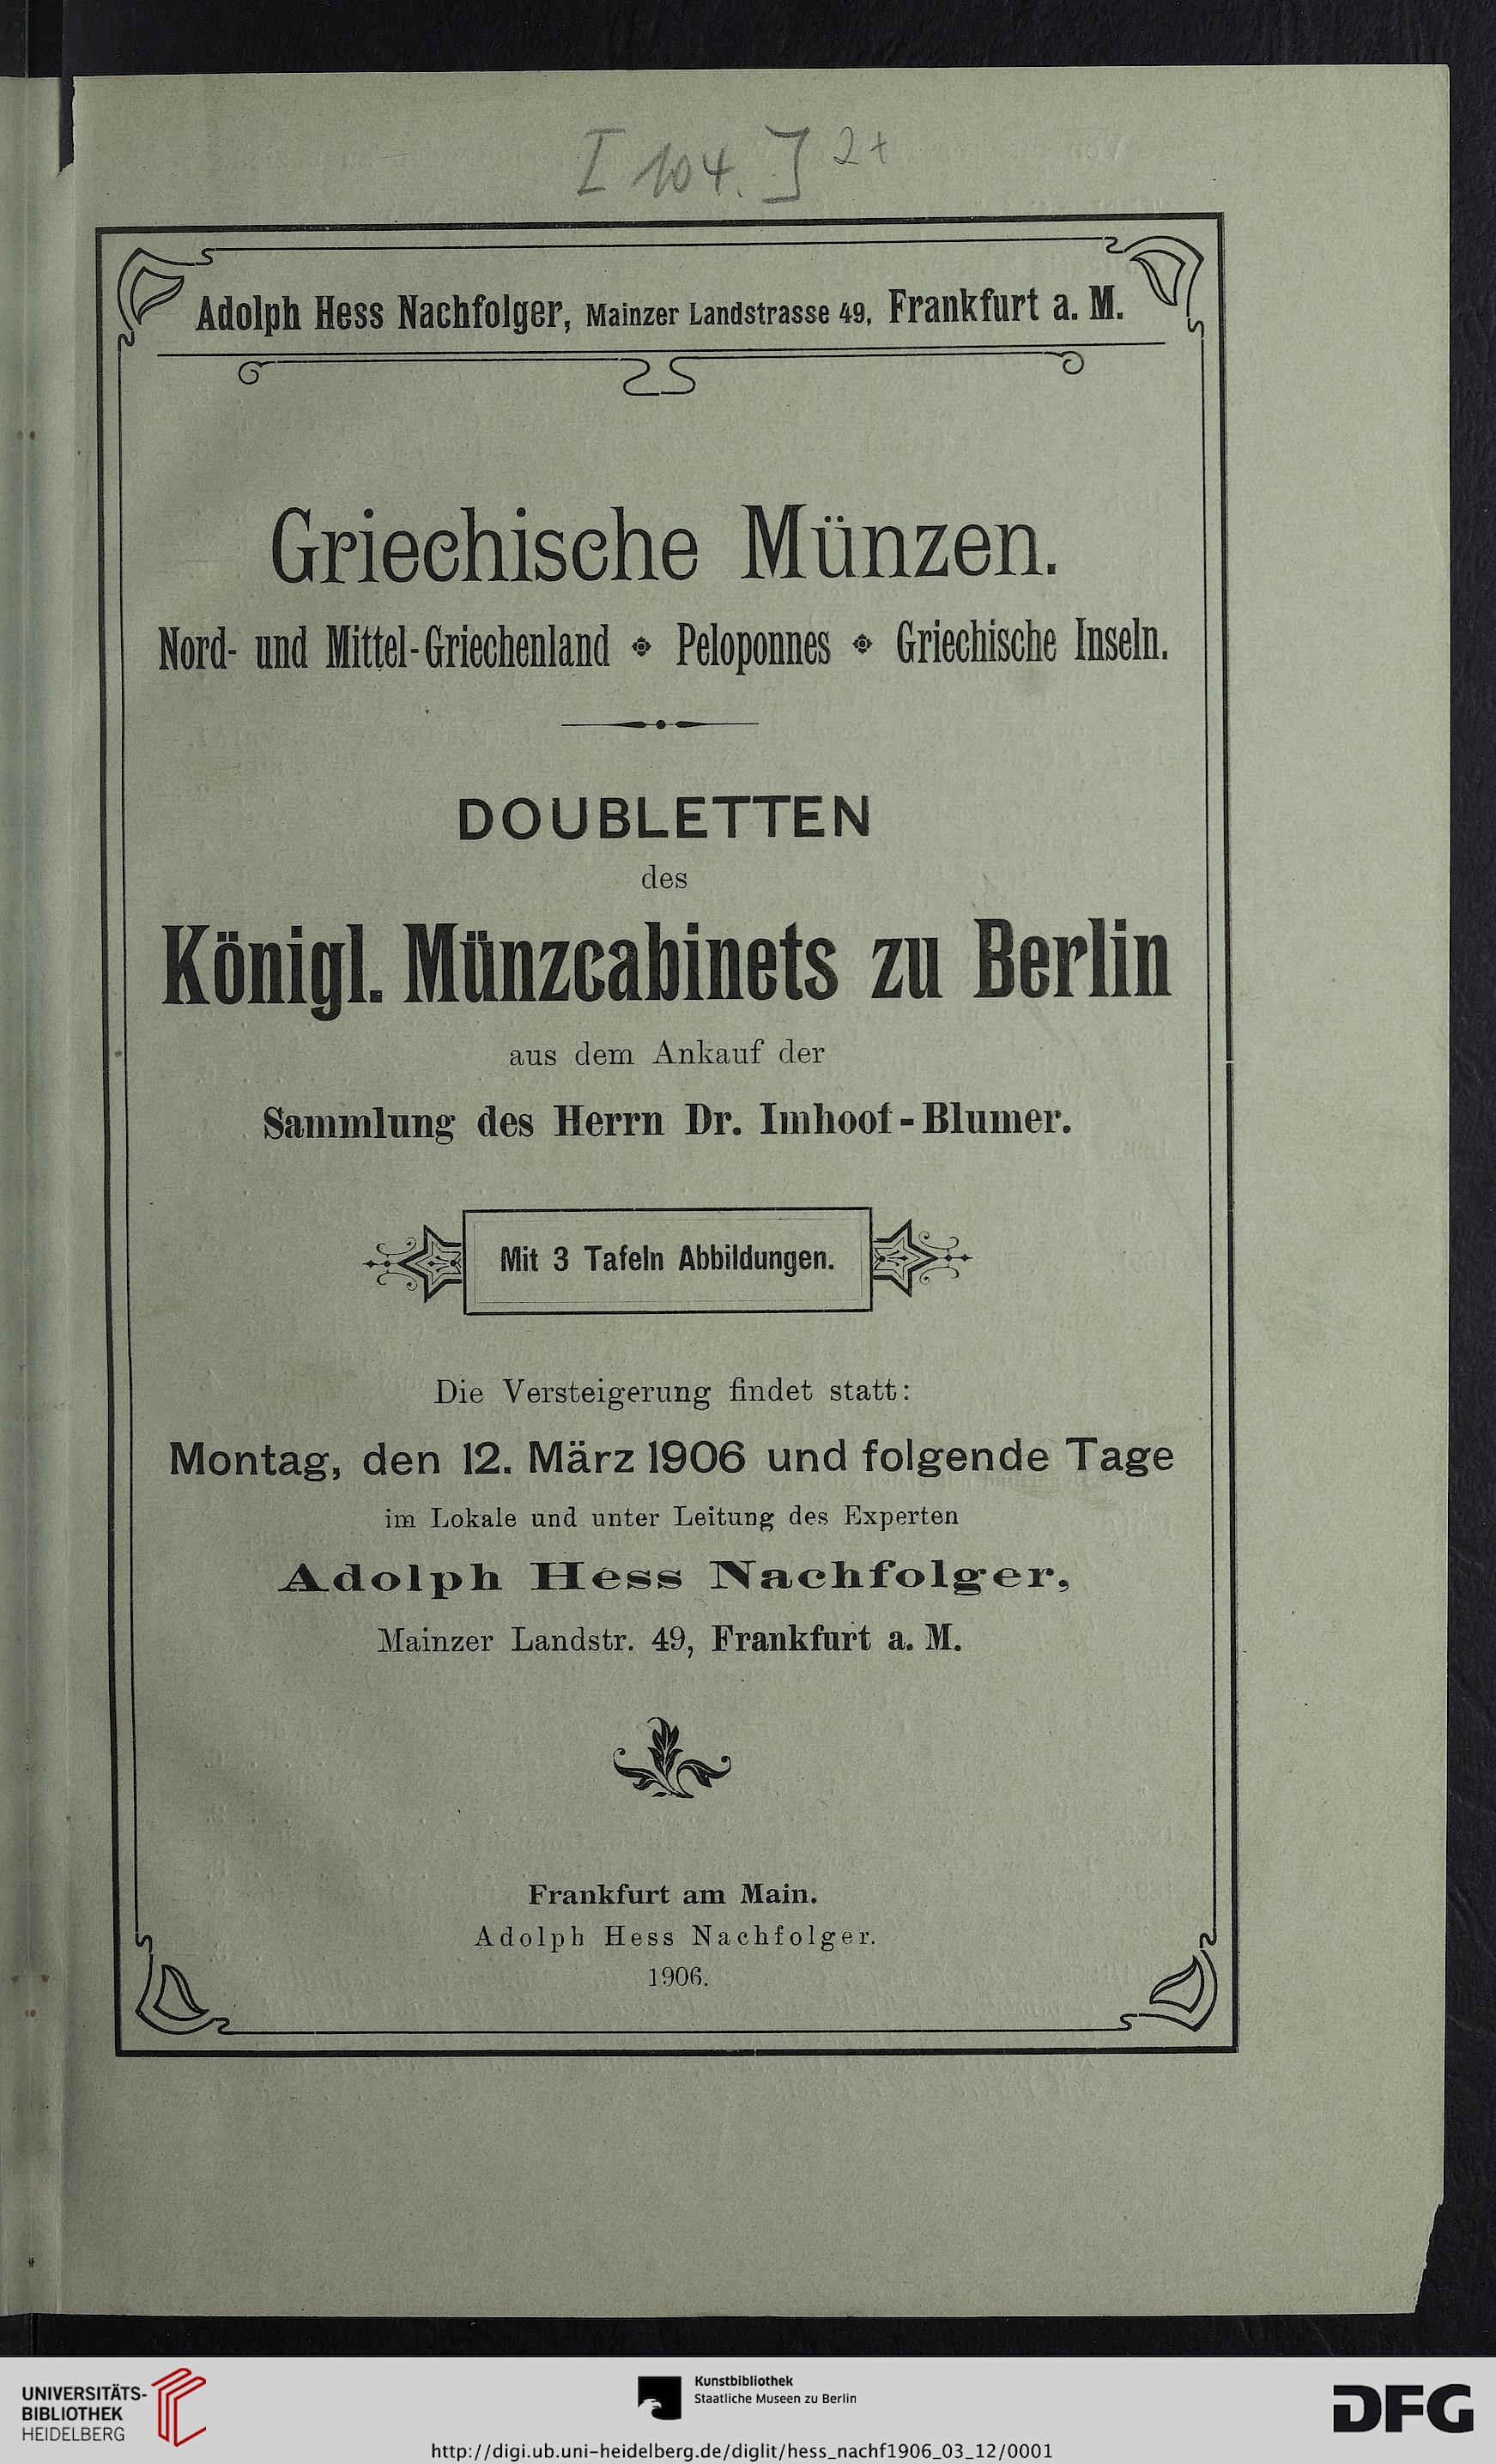 [104.] 2+
Adolph Hess Nachfolger, Mainzer Landstrasse 49, Frankfurt a. M.
Griechische Münzen.
Nord- und Mittel-Griechenland Peloponnes Griechische Inseln.
DOUBLETTEN
des
Königl. Münzcabinets zu Berlin
aus dem Ankauf der
Sammlung des Herrn Dr. Imhoof-Blumer.
Mit 3 Tafeln Abbildungen.
Die Versteigerung findet statt:
Montag, den 12. März 1906 und folgende Tage
im Lokale und unter Leitung des Experten
Adolph Hess Nachfolger,
Mainzer Landstr. 49, Frankfurt a. M.
Frankfurt am Main.
Adolph Hess Nachfolger.
1906.
UNIVERSITÄTS-
BIBLIOTHEK
HEIDELBERG
Kunstbibliothek
Staatliche Museen zu Berlin
DFG
http://digi.ub.uni-heidelberg.de/diglit/hess_nachf1906_03_12/0001